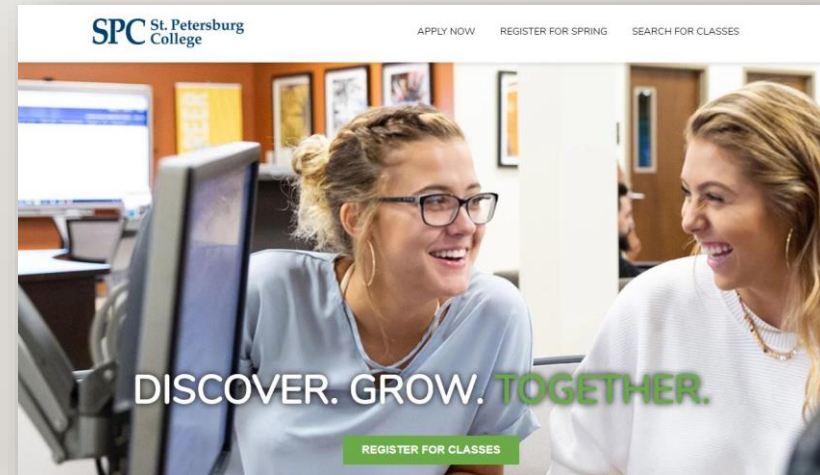 SPC St. Petersburg
College
APPLY NOW REGISTER FOR SPRING SEARCH FOR CLASSES
DISCOVER. GROW. TOGETHER.
REGISTER FOR CLASSES